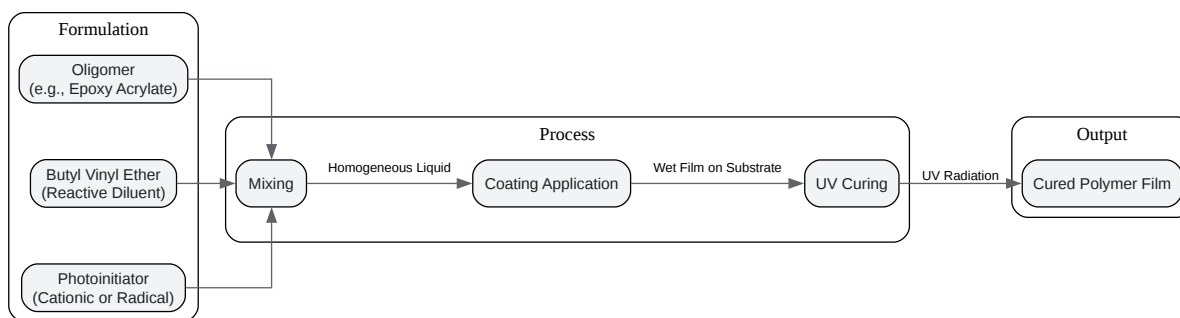 Formulation
Oligomer
(e.g., Epoxy Acrylate)
Butyl Vinyl Ether
(Reactive Diluent)
Photoinitiator
(Cationic or Radical)
Process
Mixing
Homogeneous Liquid
Coating Application
Wet Film on Substrate
UV Curing
UV Radiation
Output
Cured Polymer Film